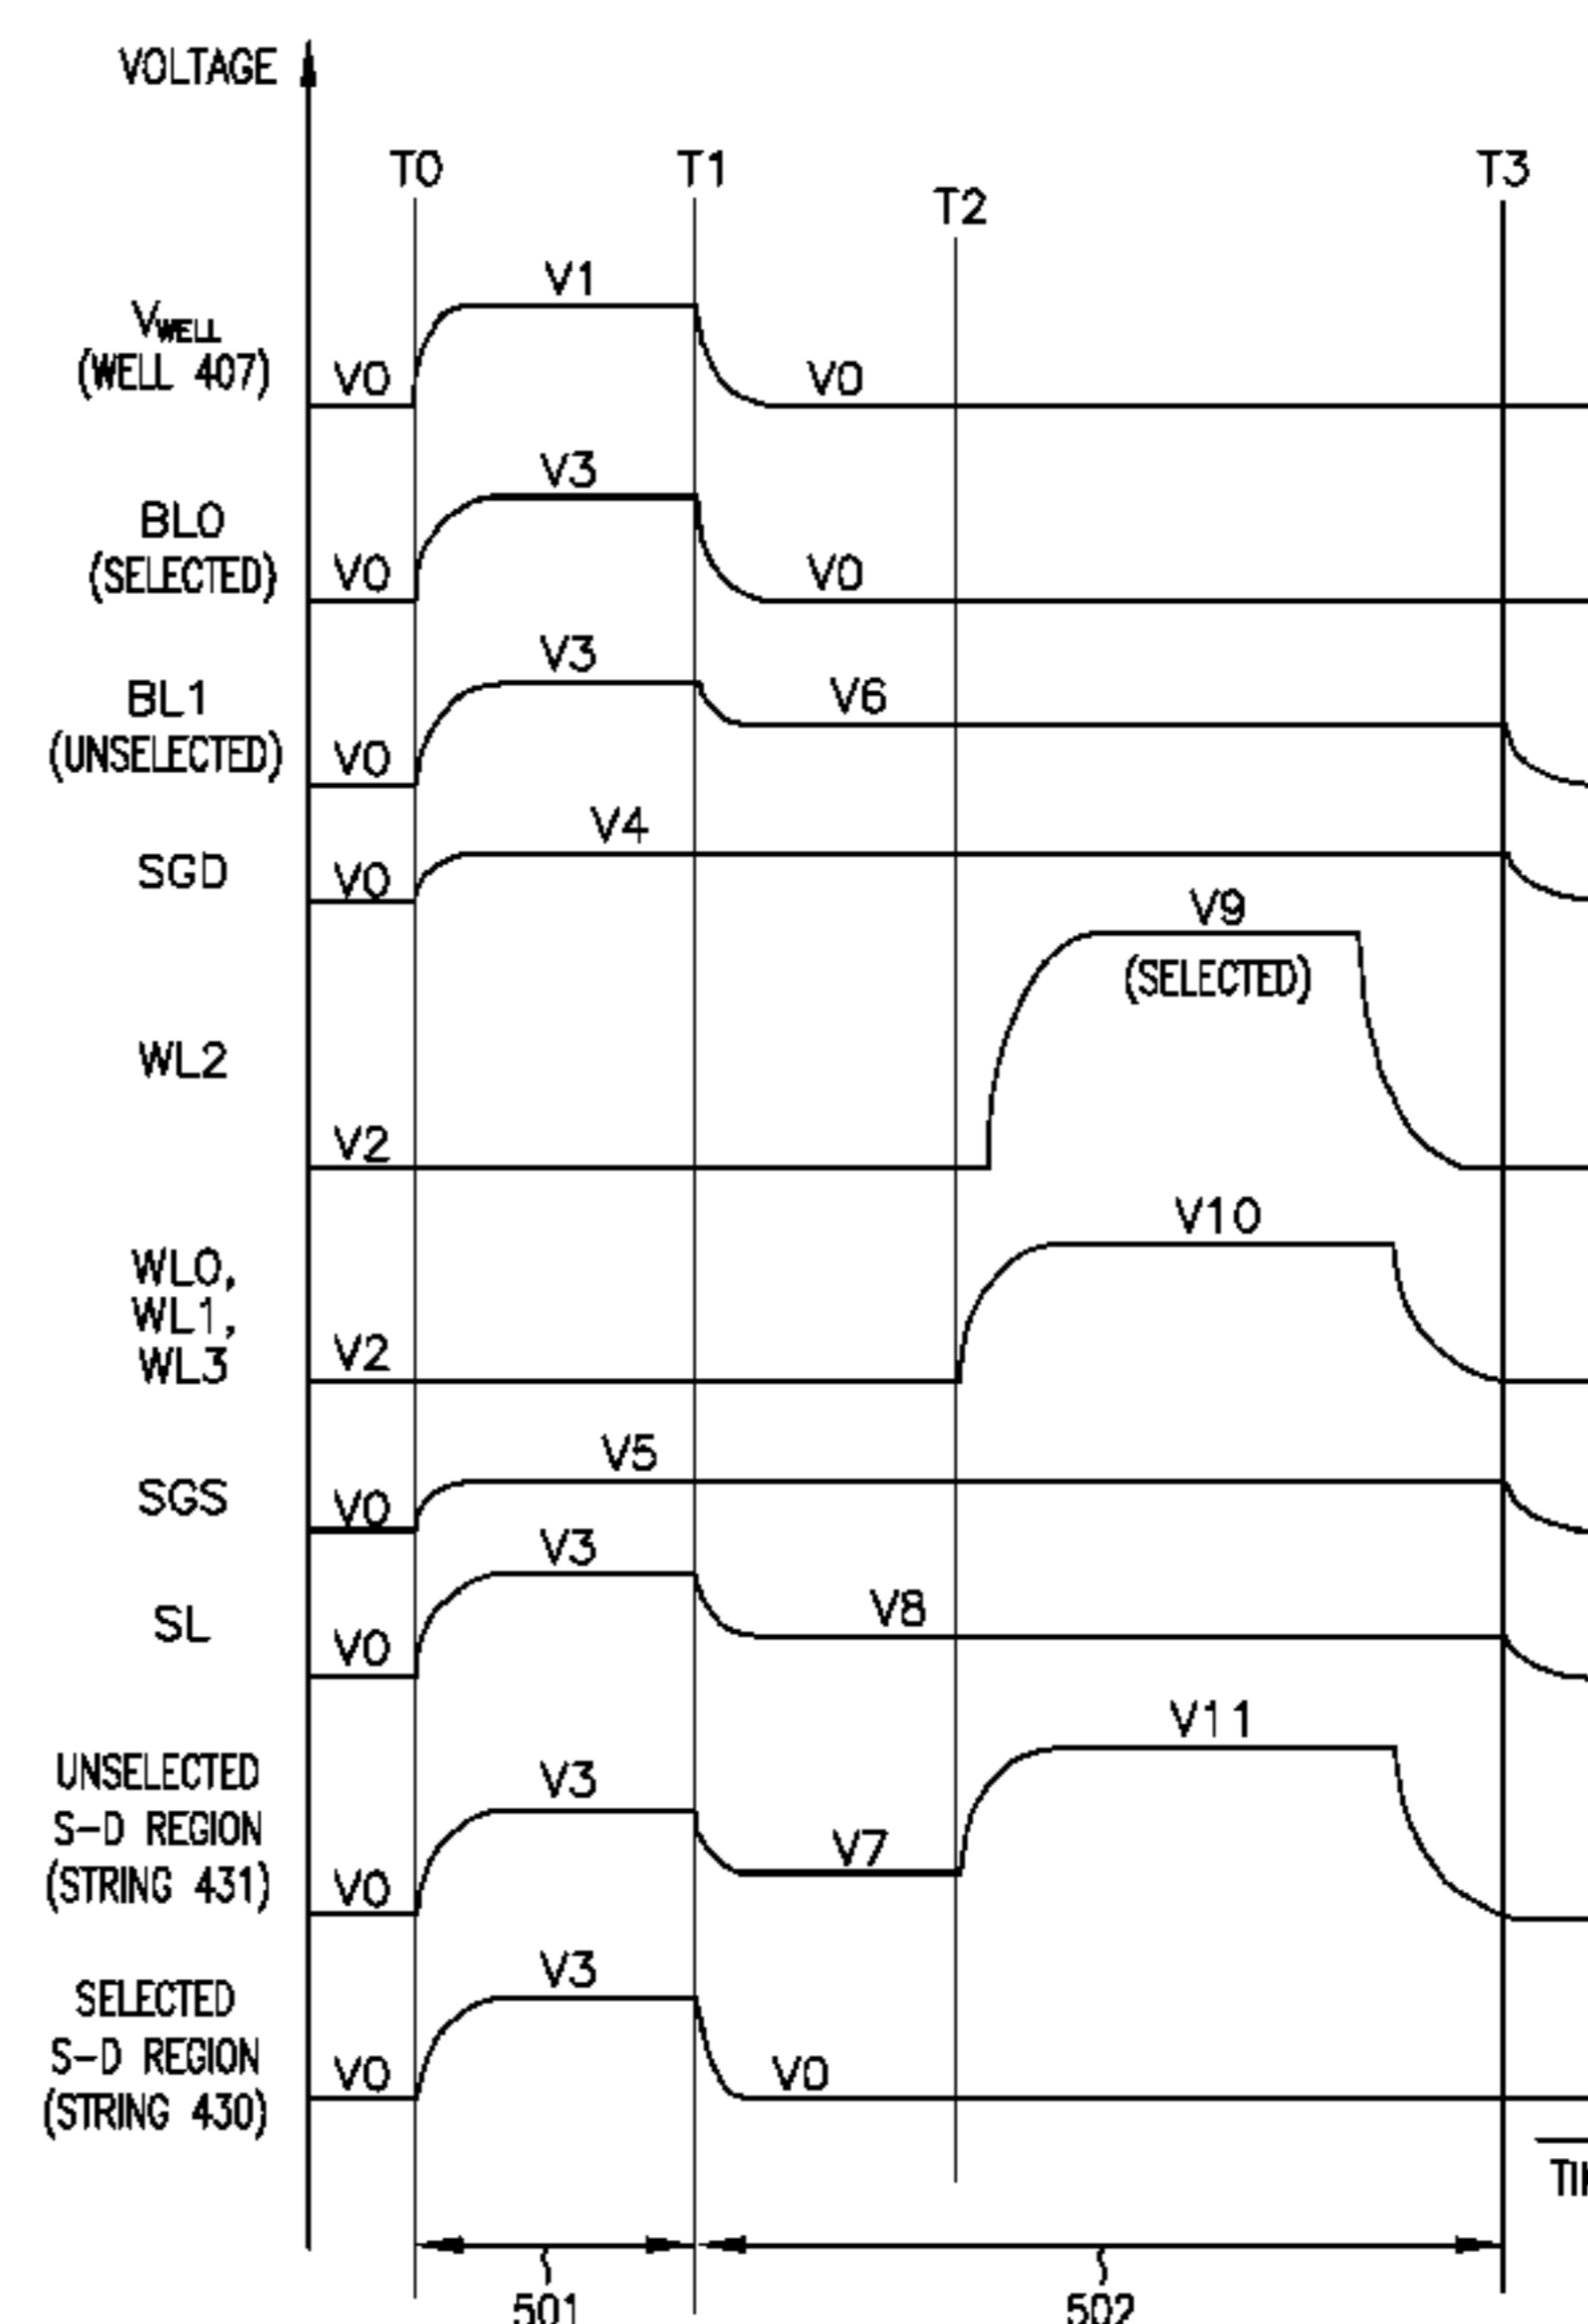 VOLTAGE
T0
T1
T2
T3
VWELL
(WELL 407)
V0
V1
V0
BL0
(SELECTED)
V0
V3
V0
BL1
(UNSELECTED)
V0
V3
V6
SGD
V0
V4
WL2
V2
V9
(SELECTED)
WL0,
WL1,
WL3
V2
V10
SGS
V0
V5
SL
V0
V3
V8
UNSELECTED
S-D REGION
(STRING 431)
V0
V3
V7
V11
SELECTED
S-D REGION
(STRING 430)
V0
V3
V0
501
502